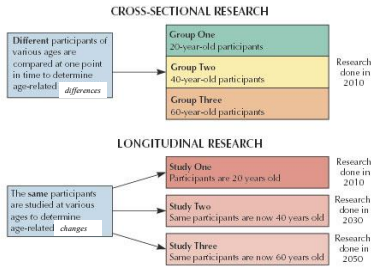 CROSS-SECTIONAL RESEARCH
Different participants of
various ages are
compared at one point
in time to determine
age-related differences
Group One
20-year-old participants
Group Two
40-year-old participants
Group Three
60-year-old participants
Research
done in
2010
LONGITUDINAL RESEARCH
The same participants
are studied at various
ages to determine
age-related changes
Study One
Participants are 20 years old
Research
done in
2010
Study Two
Same participants are now 40 years old
Research
done in
2030
Study Three
Same participants are now 60 years old
Research
done in
2050